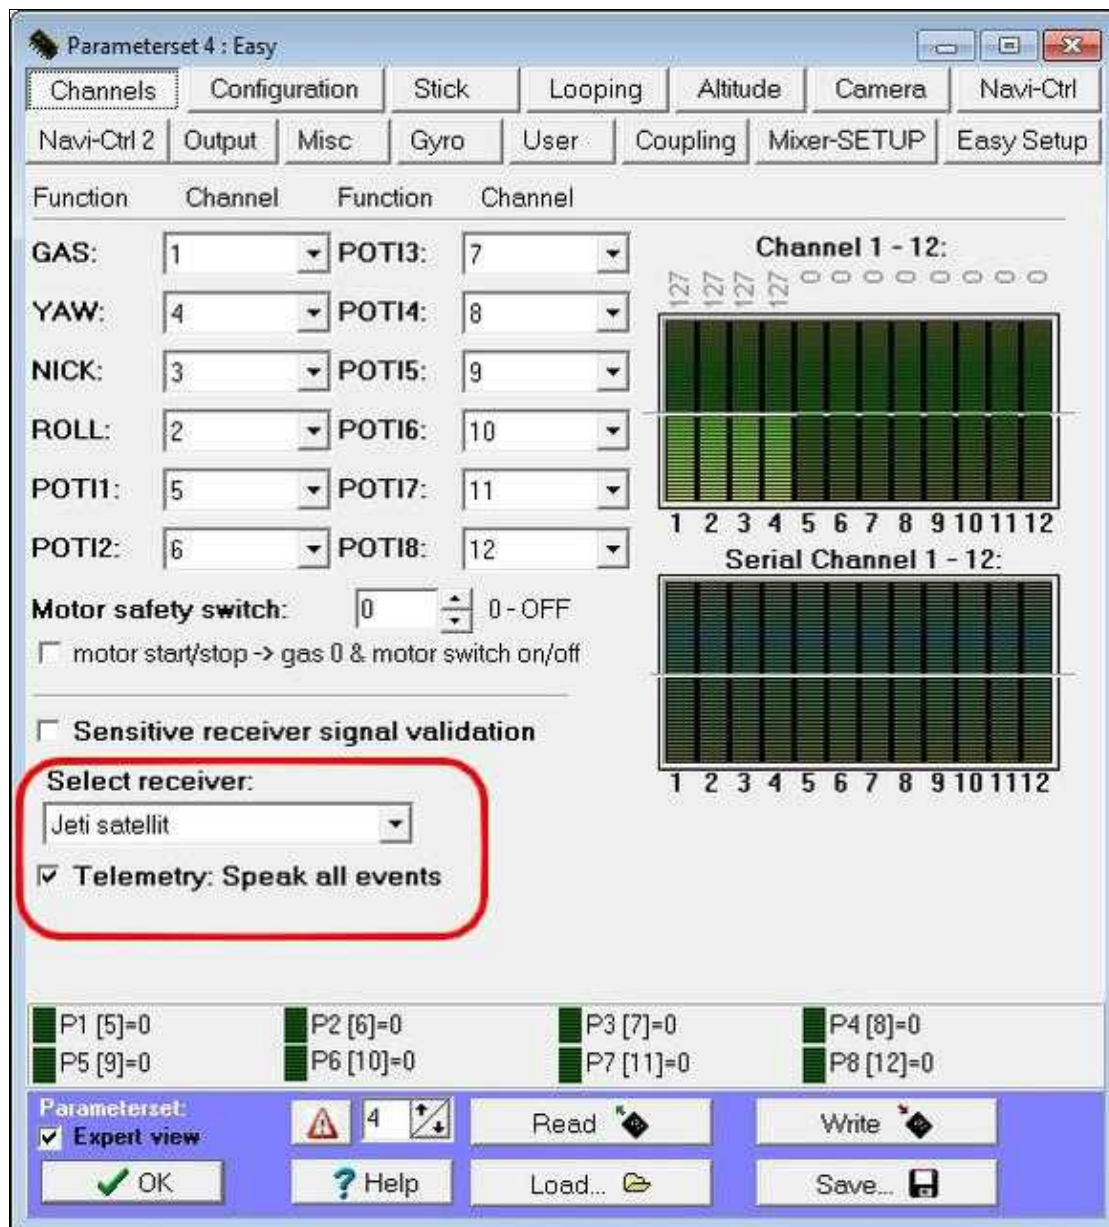 Parameterset 4 : Easy
Channels Configuration Stick Looping Altitude Camera Navi-Ctrl
Navi-Ctrl 2 Output Misc Gyro User Coupling Mixer-SETUP Easy Setup
Function Channel Function Channel
GAS: 1 POTI3: 7
YAW: 4 POTI4: 8
NICK: 3 POTI5: 9
ROLL: 2 POTI6: 10
POTI1: 5 POTI7: 11
POTI2: 6 POTI8: 12
Channel 1 - 12:
127 127 127 127 0 0 0 0 0 0 0 0
1 2 3 4 5 6 7 8 9 10 11 12
Serial Channel 1 - 12:
1 2 3 4 5 6 7 8 9 10 11 12
Motor safety switch: 0 0 - OFF
motor start/stop -> gas 0 & motor switch on/off
Sensitive receiver signal validation
Select receiver:
Jeti satellit
Telemetry: Speak all events
P1 [5]=0 P2 [6]=0 P3 [7]=0 P4 [8]=0
P5 [9]=0 P6 [10]=0 P7 [11]=0 P8 [12]=0
Parameterset:
Expert view 4 Read Write
OK ? Help Load... Save...